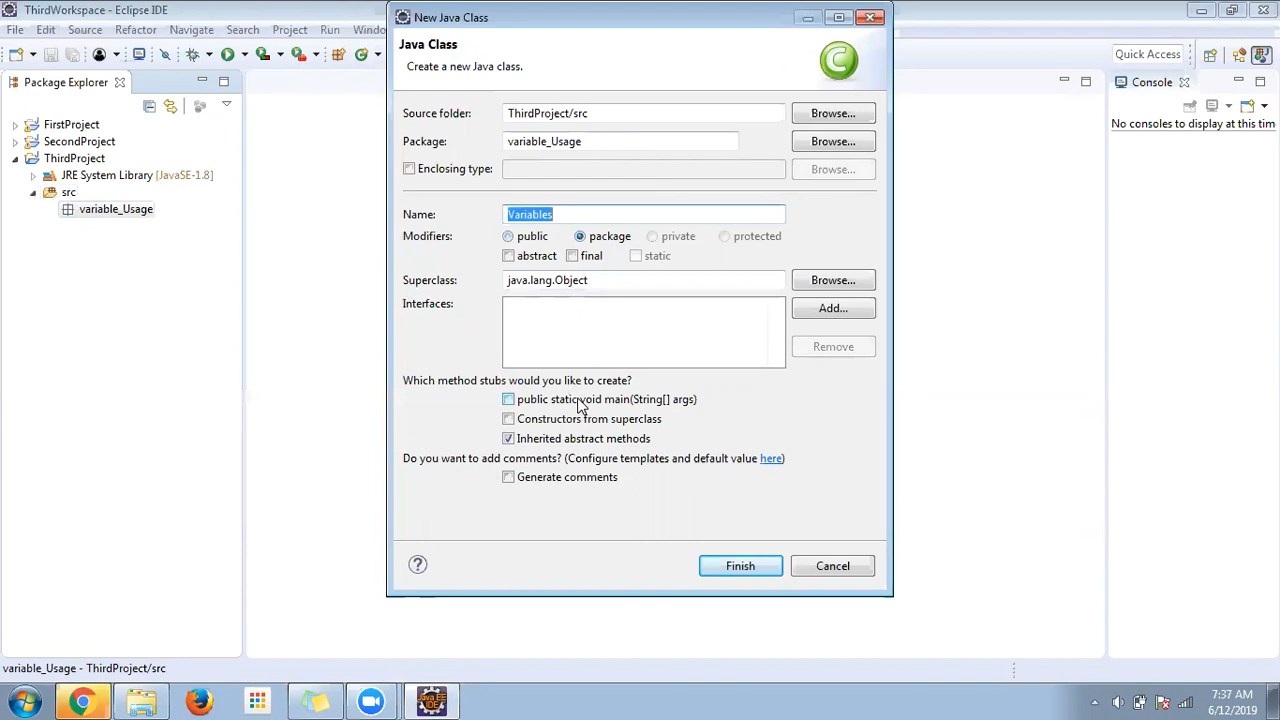 ThirdWorkspace - Eclipse IDE
File Edit Source Refactor Navigate Search Project Run Windo
Quick Access
New Java Class
Java Class
Create a new Java class.
Package Explorer
FirstProject
SecondProject
ThirdProject
JRE System Library [JavaSE-1.8]
src
variable_Usage
Source folder: ThirdProject/src Browse...
Package: variable_Usage Browse...
Enclosing type: Browse...
Name: Variables
Modifiers: public package private protected
abstract final static
Superclass: java.lang.Object Browse...
Interfaces: Add...
Remove
Which method stubs would you like to create?
public static void main(String[] args)
Constructors from superclass
Inherited abstract methods
Do you want to add comments? (Configure templates and default value here)
Generate comments
Finish Cancel
Console
No consoles to display at this tim
variable_Usage - ThirdProject/src
Java EE
IDE
7:37 AM
6/12/2019